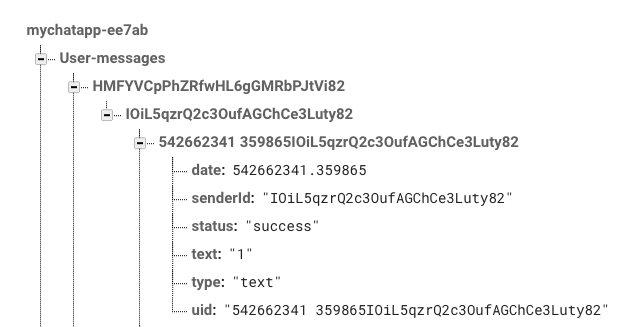 mychatapp-ee7ab
User-messages
HMFYVCpPhZRfwHL6gGMRbPJtVi82
IOiL5qzrQ2c3OufAGChCe3Luty82
542662341 359865IOiL5qzrQ2c3OufAGChCe3Luty82
date: 542662341.359865
senderId: "IOiL5qzrQ2c3OufAGChCe3Luty82"
status: "success"
text: "1"
type: "text"
uid: "542662341 359865IOiL5qzrQ2c3OufAGChCe3Luty82"